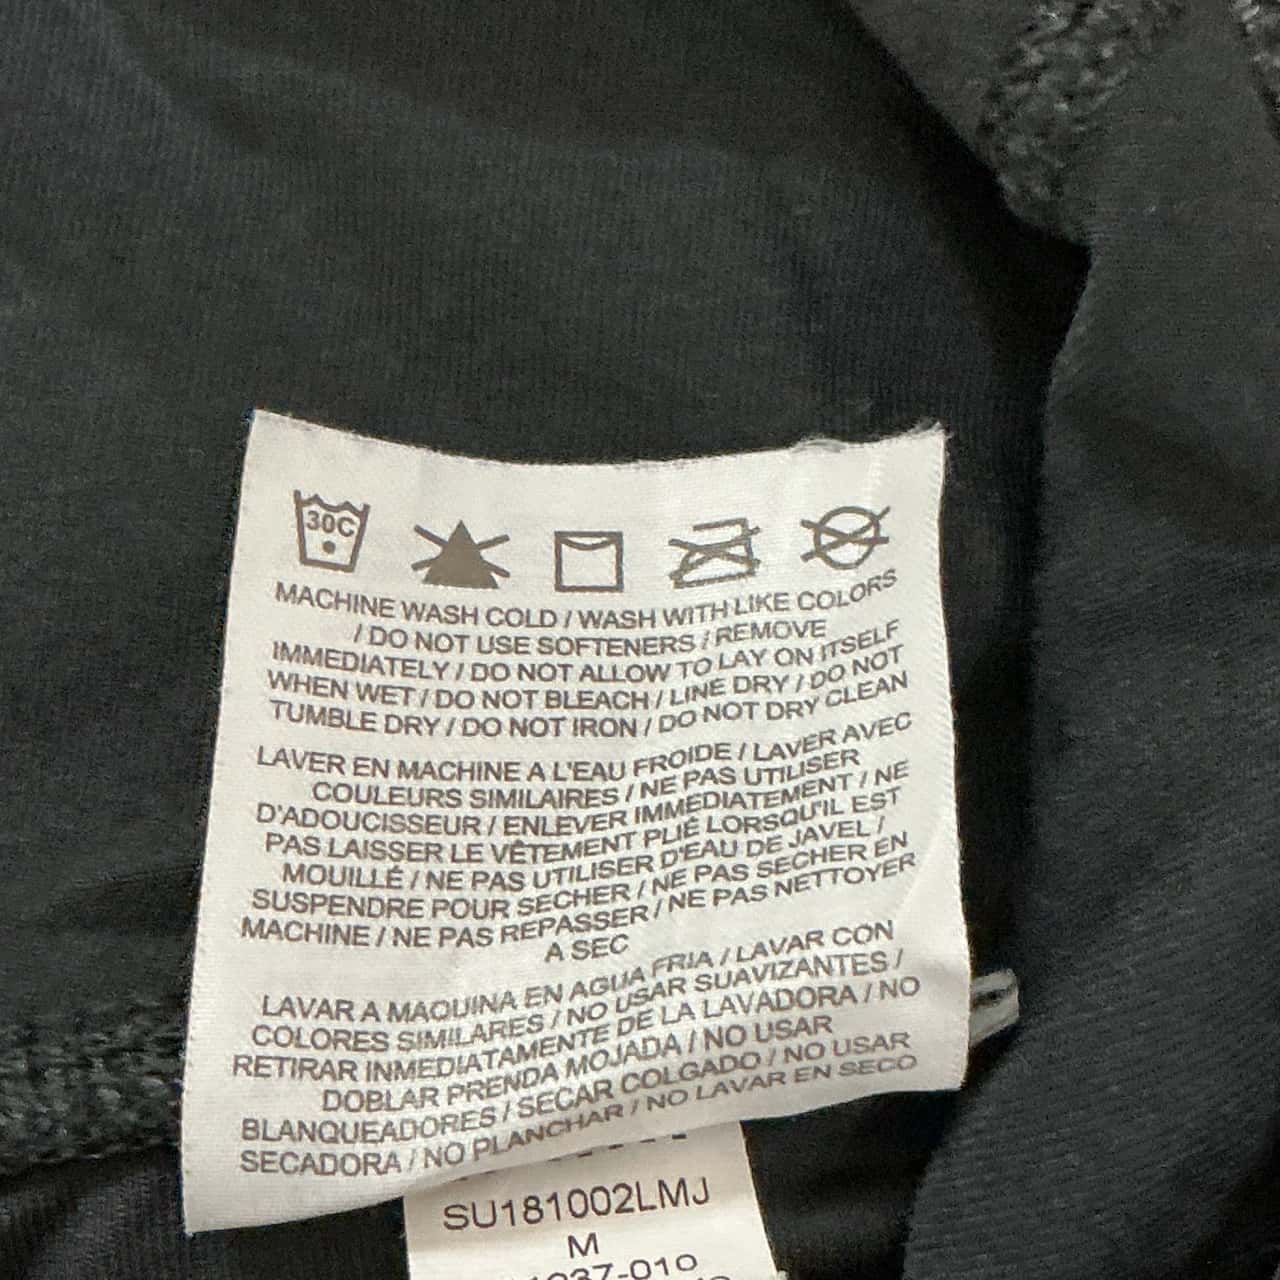 30C
MACHINE WASH COLD / WASH WITH LIKE COLORS
/ DO NOT USE SOFTENERS / REMOVE
IMMEDIATELY / DO NOT ALLOW TO LAY ON ITSELF
WHEN WET / DO NOT BLEACH / LINE DRY / DO NOT
TUMBLE DRY / DO NOT IRON / DO NOT DRY CLEAN
LAVER EN MACHINE A L'EAU FROIDE / LAVER AVEC
COULEURS SIMILAIRES / NE PAS UTILISER
D'ADOUCISSEUR / ENLEVER IMMEDIATEMENT / NE
PAS LAISSER LE VÊTEMENT PLIÉ LORSQU'IL EST
MOUILLÉ / NE PAS UTILISER D'EAU DE JAVEL /
SUSPENDRE POUR SECHER / NE PAS SECHER EN
MACHINE / NE PAS REPASSER / NE PAS NETTOYER
A SEC
LAVAR A MAQUINA EN AGUA FRIA / LAVAR CON
COLORES SIMILARES / NO USAR SUAVIZANTES /
RETIRAR INMEDIATAMENTE DE LA LAVADORA / NO
DOBLAR PRENDA MOJADA / NO USAR
BLANQUEADORES / SECAR COLGADO / NO USAR
SECADORA / NO PLANCHAR / NO LAVAR EN SECO
SU181002LMJ
M
037-010